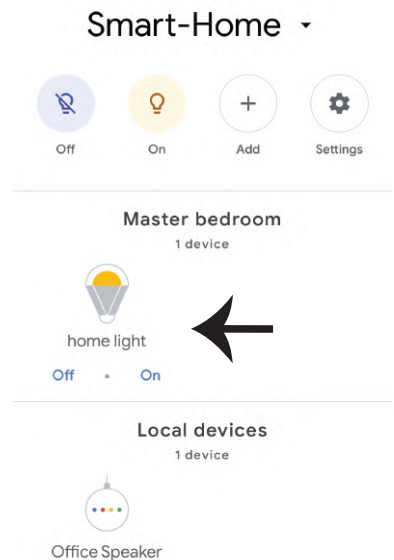 Smart-Home
Off On Add Settings
Master bedroom
1 device
home light
Off • On
Local devices
1 device
Office Speaker